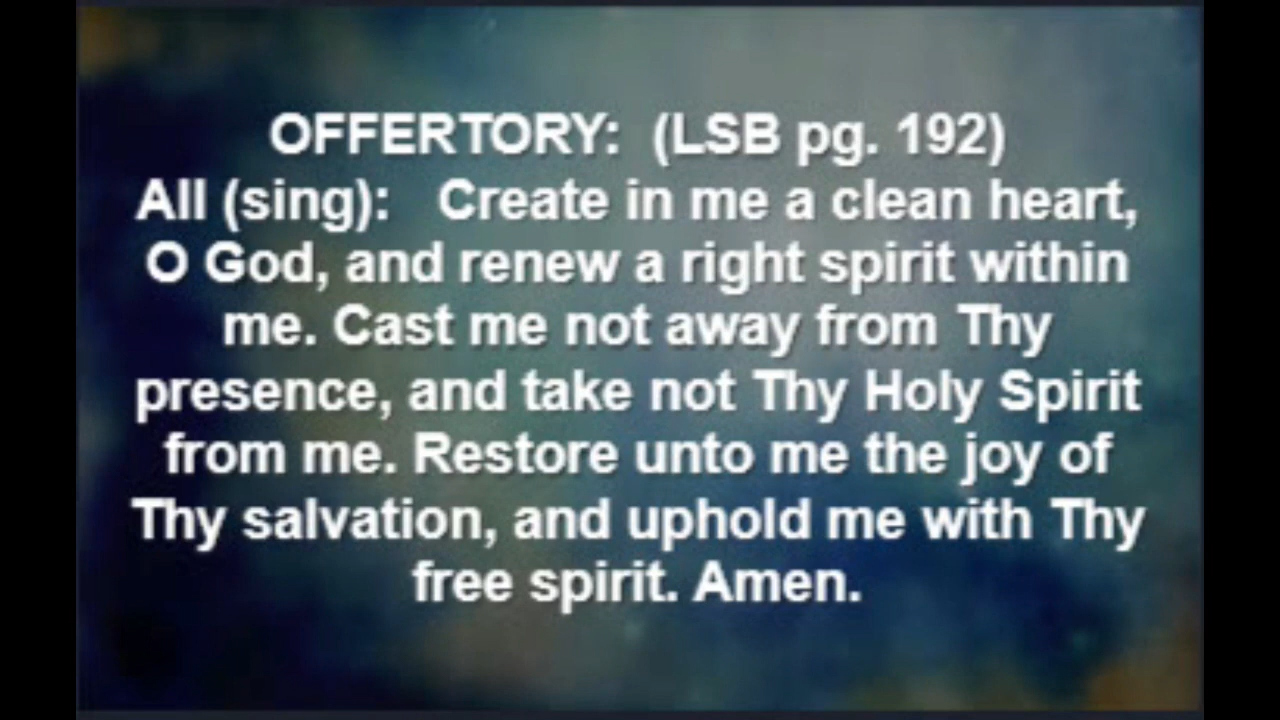 OFFERTORY:  (LSB pg. 192)
All (sing):   Create in me a clean heart,
O God, and renew a right spirit within
me. Cast me not away from Thy
presence, and take not Thy Holy Spirit
from me. Restore unto me the joy of
Thy salvation, and uphold me with Thy
free spirit. Amen.